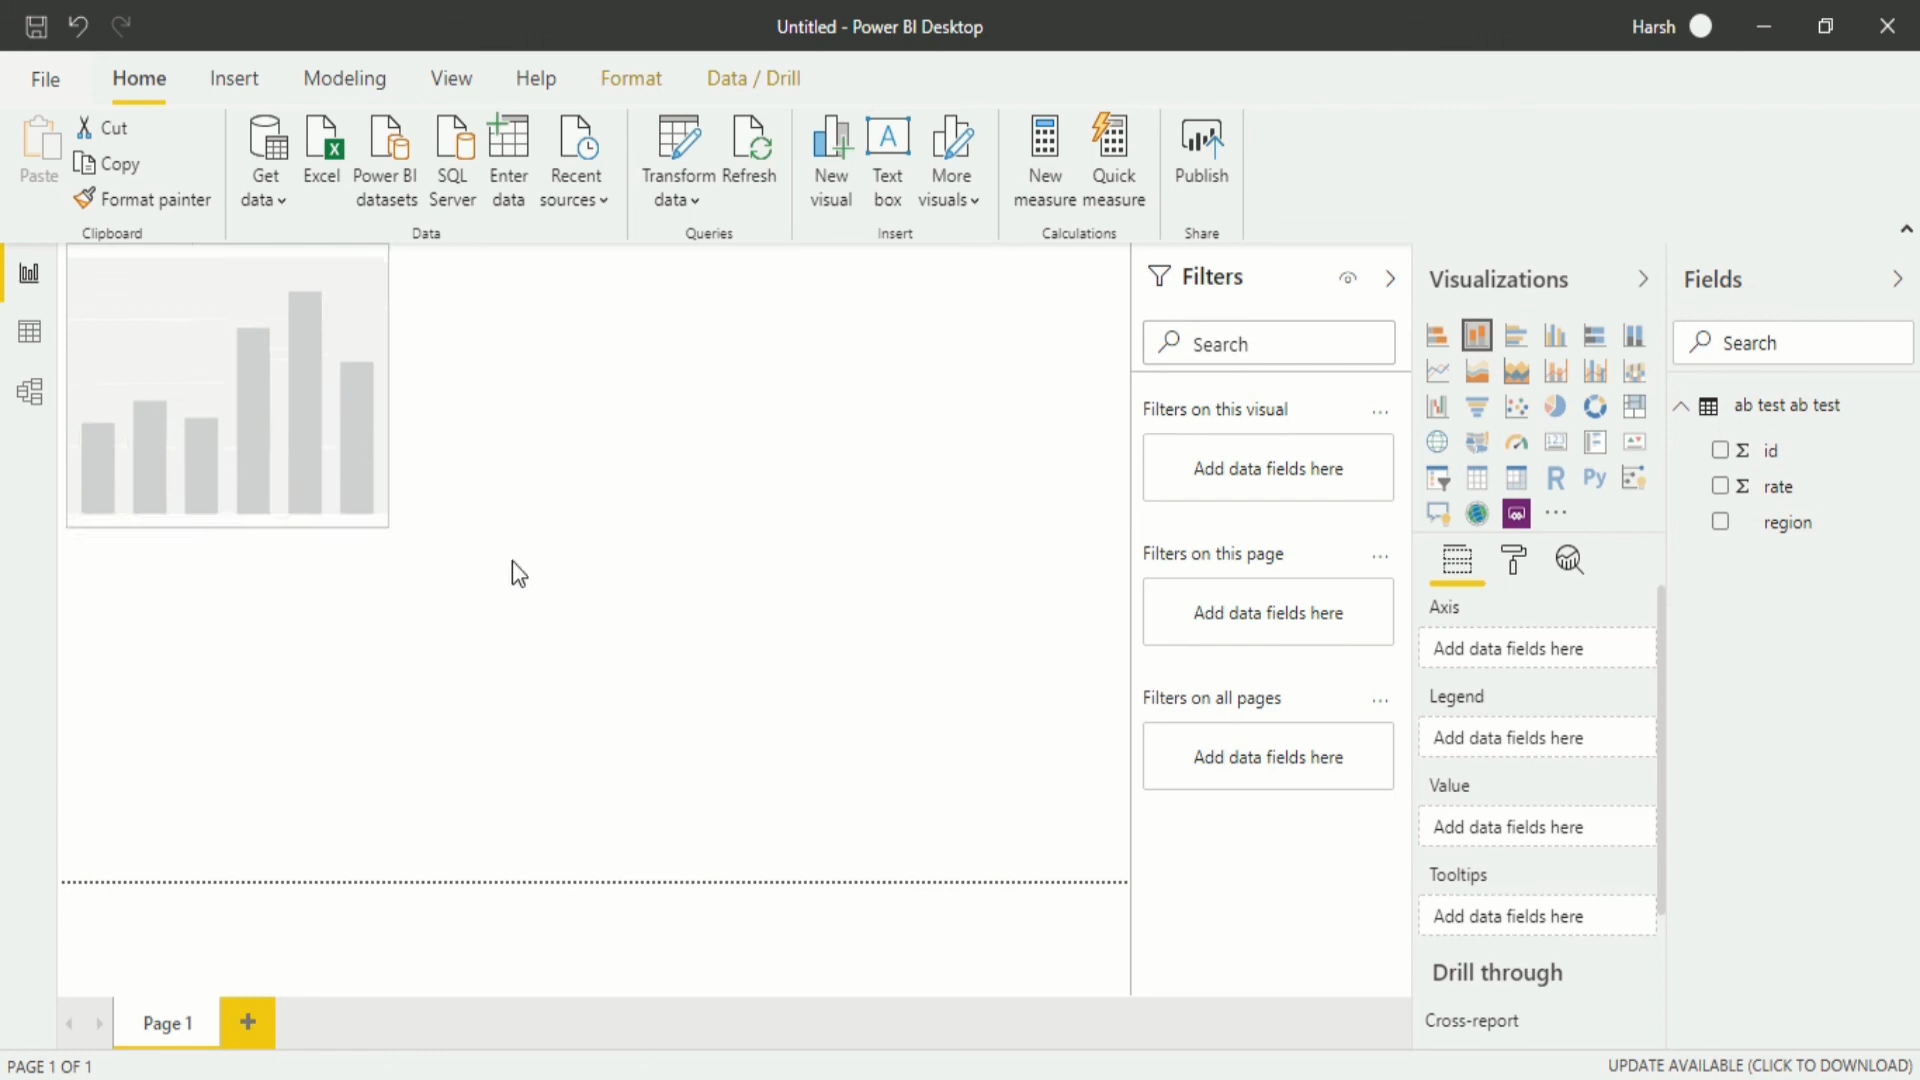 Untitled - Power BI Desktop
Harsh
File Home Insert Modeling View Help Format Data / Drill
Paste
Cut
Copy
Format painter
Clipboard
Get data
Excel
Power BI datasets
SQL Server
Enter data
Recent sources
Data
Transform data
Refresh
Queries
New visual
Text box
More visuals
Insert
New measure
Quick measure
Calculations
Publish
Share
Filters
Search
Filters on this visual
Add data fields here
Filters on this page
Add data fields here
Filters on all pages
Add data fields here
Visualizations
123
R
Py
Axis
Add data fields here
Legend
Add data fields here
Value
Add data fields here
Tooltips
Add data fields here
Drill through
Cross-report
Fields
Search
ab test ab test
Σ id
Σ rate
region
Page 1
PAGE 1 OF 1
UPDATE AVAILABLE (CLICK TO DOWNLOAD)